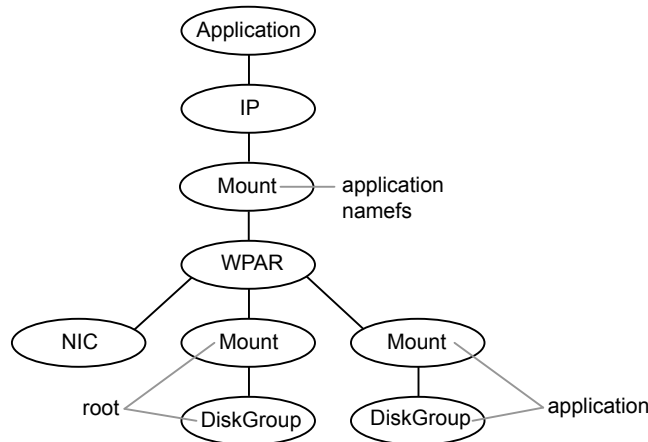 Application
IP
Mount
application
namefs
WPAR
NIC
Mount
Mount
root
DiskGroup
DiskGroup
application